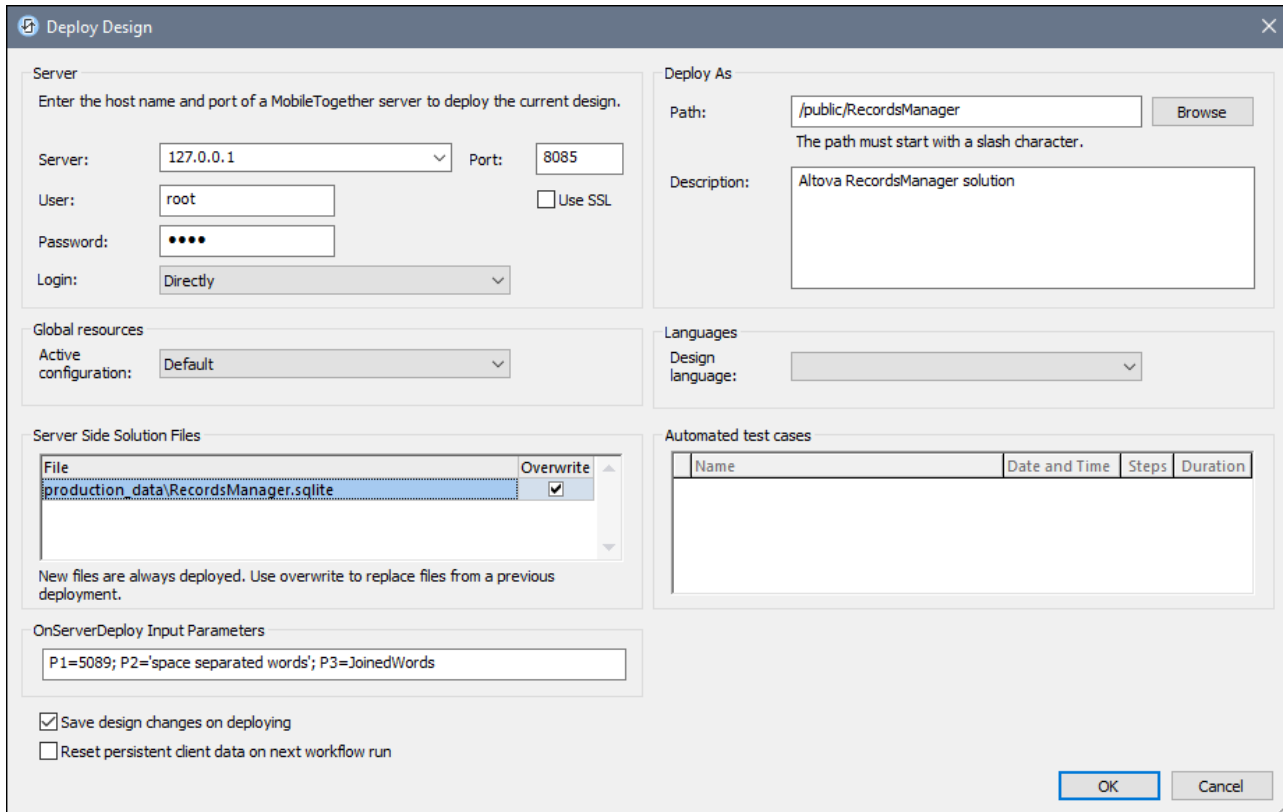 Deploy Design
Server
Enter the host name and port of a MobileTogether server to deploy the current design.
Server: 127.0.0.1 Port: 8085
User: root Use SSL
Password: ••••
Login: Directly
Deploy As
Path: /public/RecordsManager Browse
The path must start with a slash character.
Description: Altova RecordsManager solution
Global resources
Active
configuration: Default
Languages
Design
language:
Server Side Solution Files
File Overwrite
production_data\RecordsManager.sqlite
New files are always deployed. Use overwrite to replace files from a previous
deployment.
Automated test cases
Name Date and Time Steps Duration
OnServerDeploy Input Parameters
P1=5089; P2='space separated words'; P3=JoinedWords
Save design changes on deploying
Reset persistent client data on next workflow run
OK Cancel